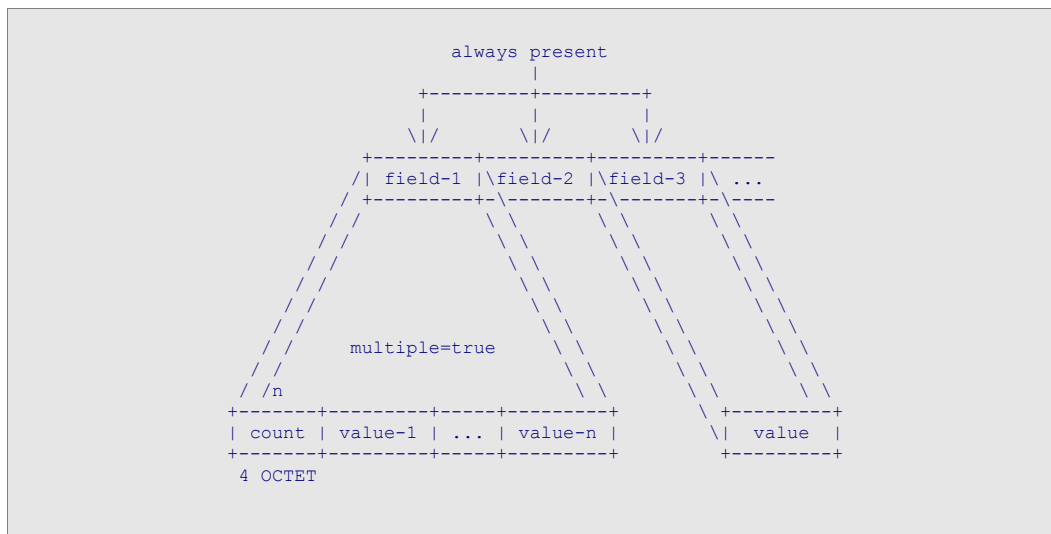 always present
|
+---------+---------+
| | |
\|/ \|/ \|/
+---------+---------+---------+------
/| field-1 |\field-2 |\field-3 |\ ...
/ +---------+-\-------+-\-------+-\----
/ / \ \ \ \ \ \
/ / \ \ \ \ \ \
/ / \ \ \ \ \ \
/ / \ \ \ \ \ \
/ / \ \ \ \ \ \
/ / \ \ \ \ \ \
/ / multiple=true \ \ \ \ \ \
/ / \ \ \ \ \ \
/ /n \ \ \ \ \ \
+-------+---------+-----+---------+ \ +---------+
| count | value-1 | ... | value-n | \| value |
+-------+---------+-----+---------+ +---------+
4 OCTET